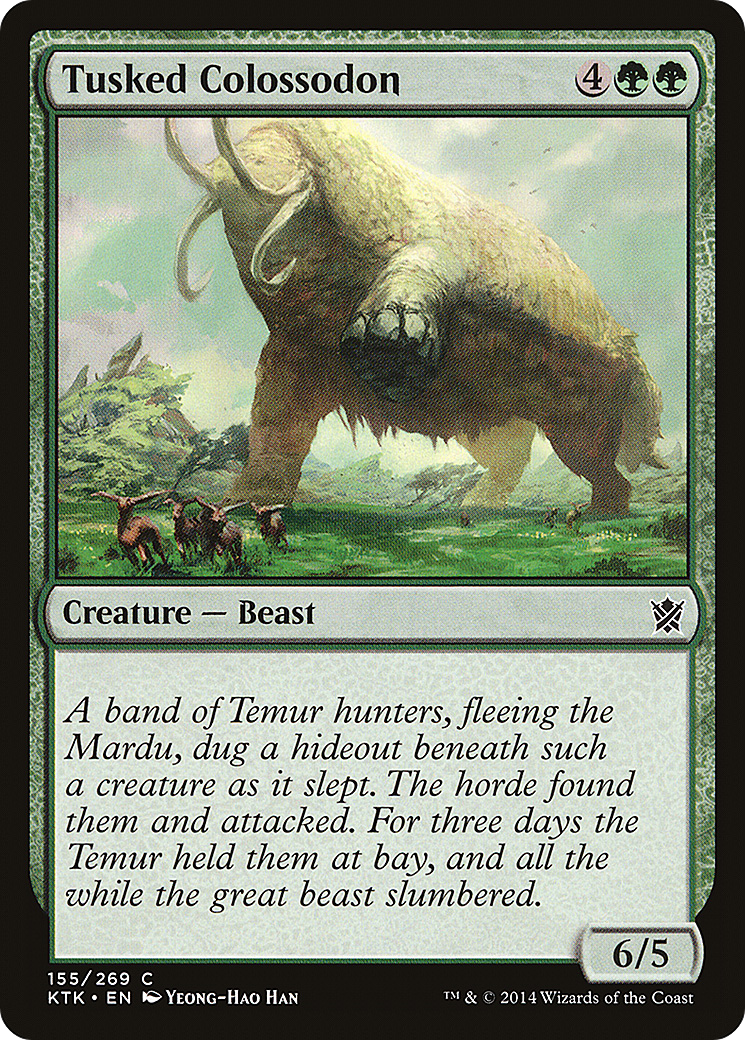 Tusked Colossodon 4
Creature — Beast
A band of Temur hunters, fleeing the
Mardu, dug a hideout beneath such
a creature as it slept. The horde found
them and attacked. For three days the
Temur held them at bay, and all the
while the great beast slumbered.
6/5
155/269 C
KTK • EN Yeong-Hao Han
™ & © 2014 Wizards of the Coast